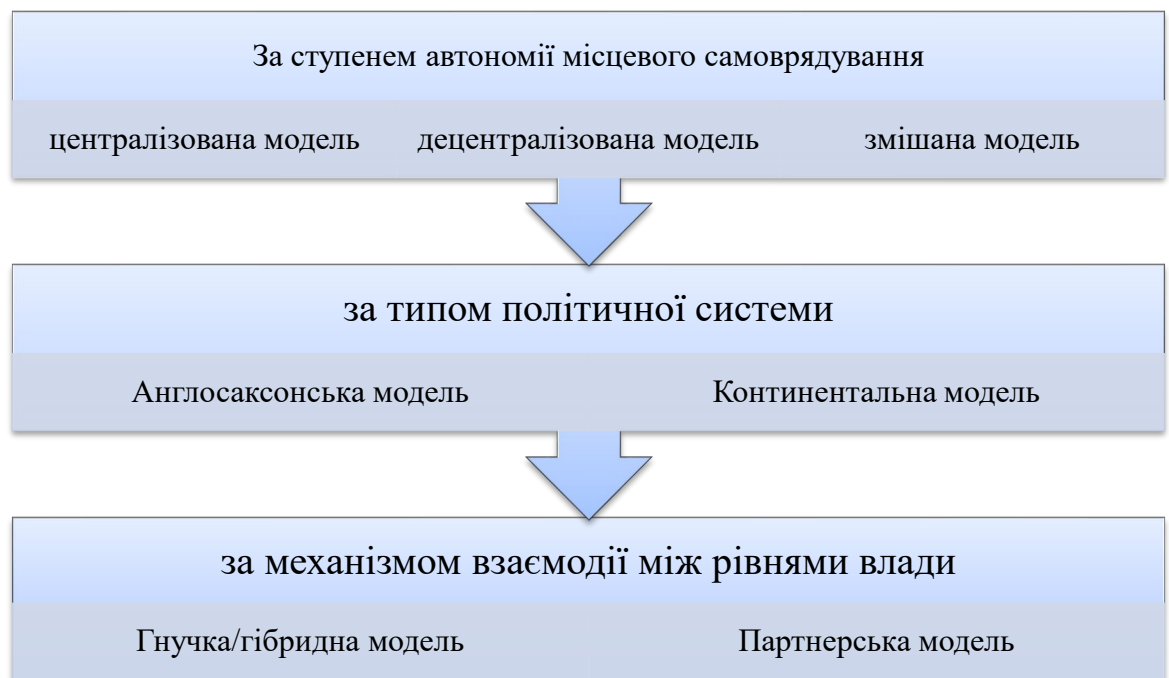 За ступенем автономії місцевого самоврядування
централізована модель децентралізована модель змішана модель
за типом політичної системи
Англосаксонська модель Континентальна модель
за механізмом взаємодії між рівнями влади
Гнучка/гібридна модель Партнерська модель